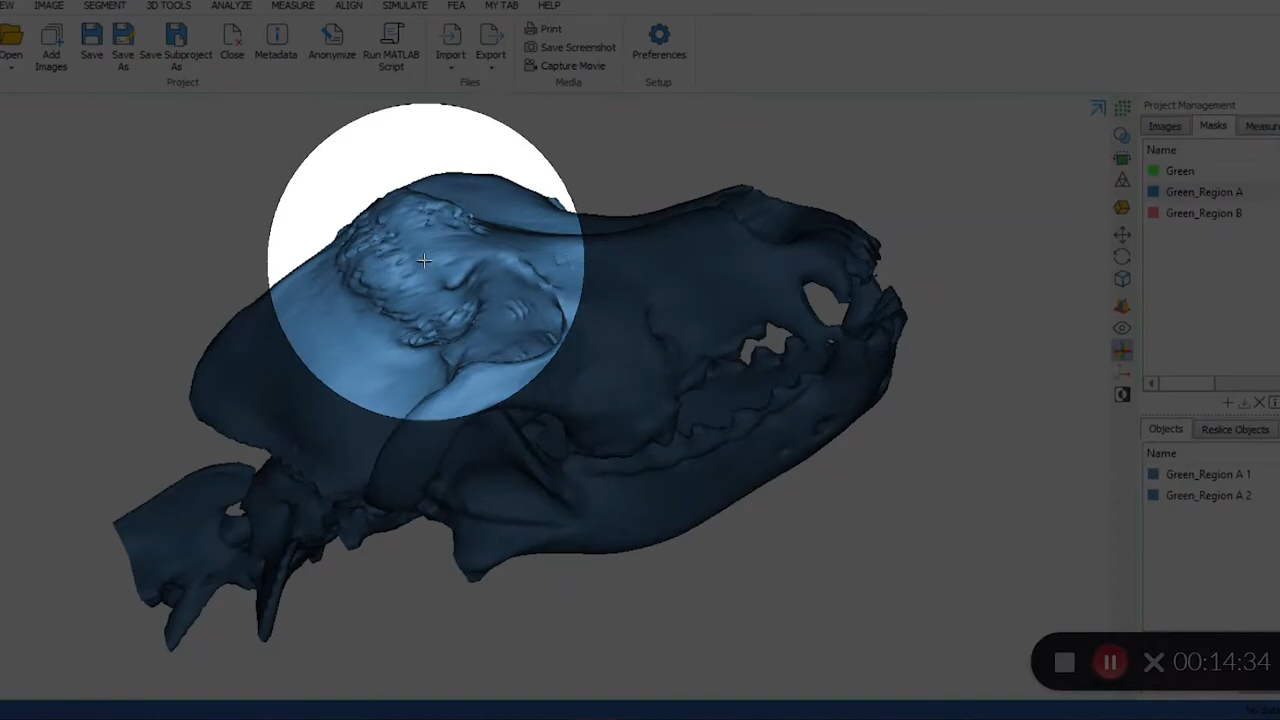 EW IMAGE SEGMENT 3D TOOLS ANALYZE MEASURE ALIGN SIMULATE FEA MY TAB HELP
Open
Add Images
Save
Save As
Save Subproject As
Close
Metadata
Anonymize
Run MATLAB Script
Project
Import
Export
Files
Print
Save Screenshot
Capture Movie
Media
Preferences
Setup
Project Management
Images Masks Measur
Name
Green
Green_Region A
Green_Region B
Objects Reslice Objects
Name
Green_Region A 1
Green_Region A 2
00:14:34